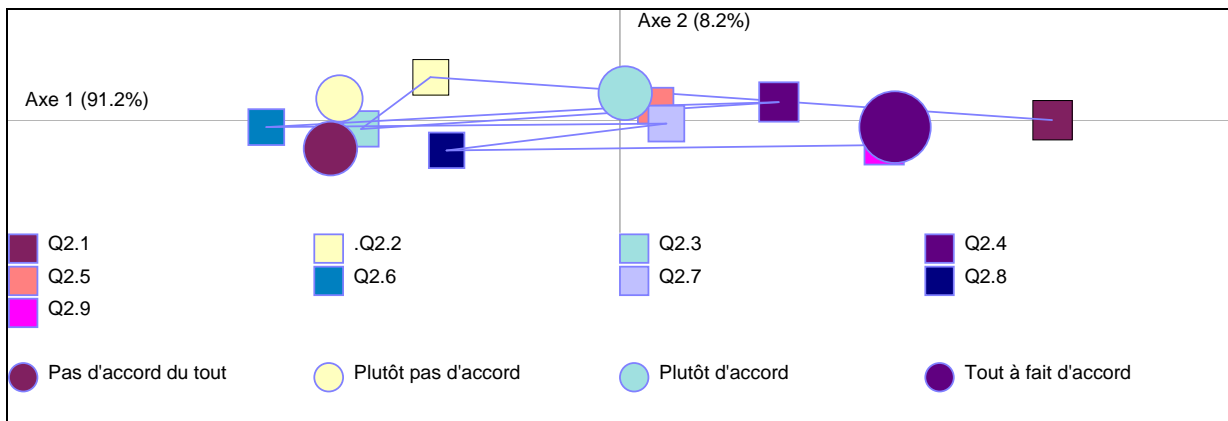 Axe 2 (8.2%)
Axe 1 (91.2%)
Q2.1 .Q2.2 Q2.3 Q2.4
Q2.5 Q2.6 Q2.7 Q2.8
Q2.9
Pas d'accord du tout Plutôt pas d'accord Plutôt d'accord Tout à fait d'accord